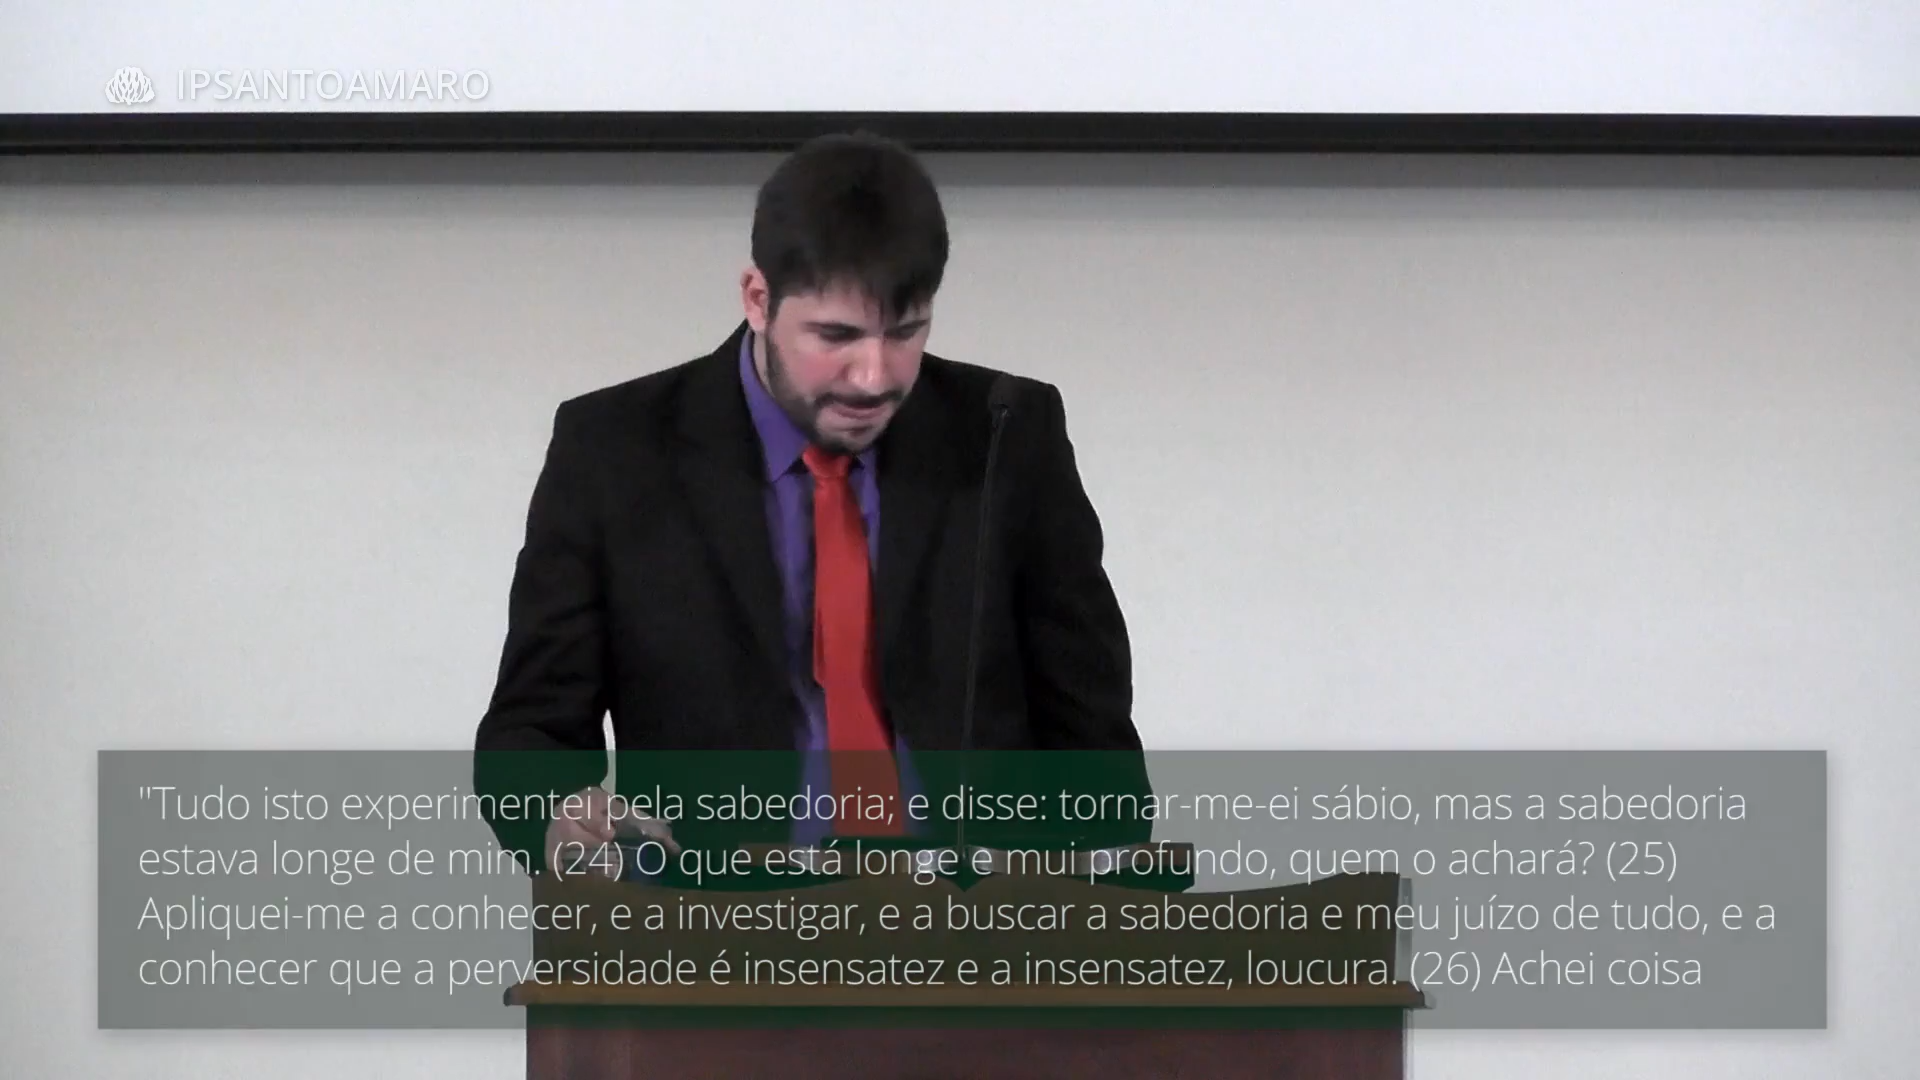 IPSANTOAMARO
"Tudo isto experimentei pela sabedoria; e disse: tornar-me-ei sábio, mas a sabedoria
estava longe de mim. (24) O que está longe e mui profundo, quem o achará? (25)
Apliquei-me a conhecer, e a investigar, e a buscar a sabedoria e meu juízo de tudo, e a
conhecer que a perversidade é insensatez e a insensatez, loucura. (26) Achei coisa